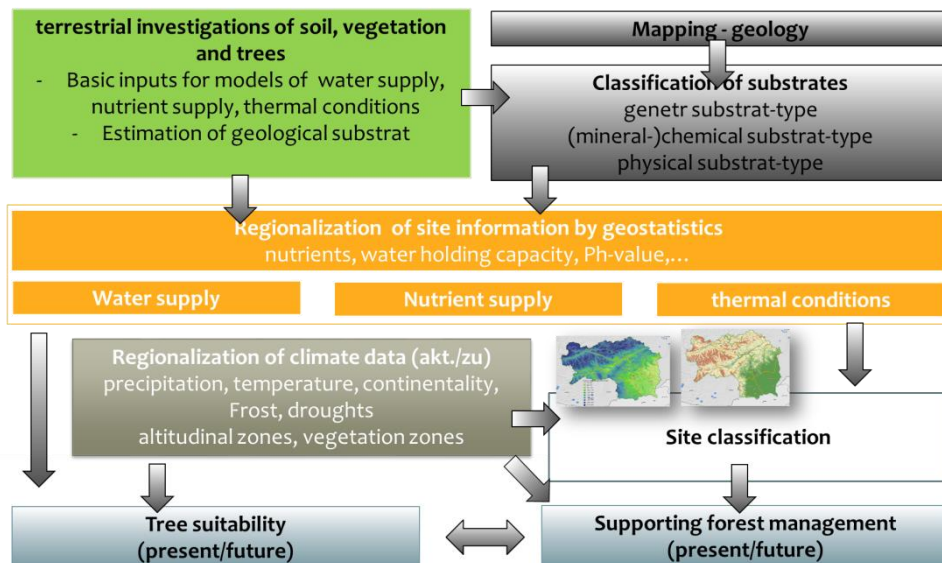 terrestrial investigations of soil, vegetation
and trees
- Basic inputs for models of water supply,
nutrient supply, thermal conditions
- Estimation of geological substrat
Mapping - geology
Classification of substrates
genetr substrat-type
(mineral-)chemical substrat-type
physical substrat-type
Regionalization of site information by geostatistics
nutrients, water holding capacity, Ph-value,...
Water supply
Nutrient supply
thermal conditions
Regionalization of climate data (akt./zu)
precipitation, temperature, continentality,
Frost, droughts
altitudinal zones, vegetation zones
Site classification
Tree suitability
(present/future)
Supporting forest management
(present/future)